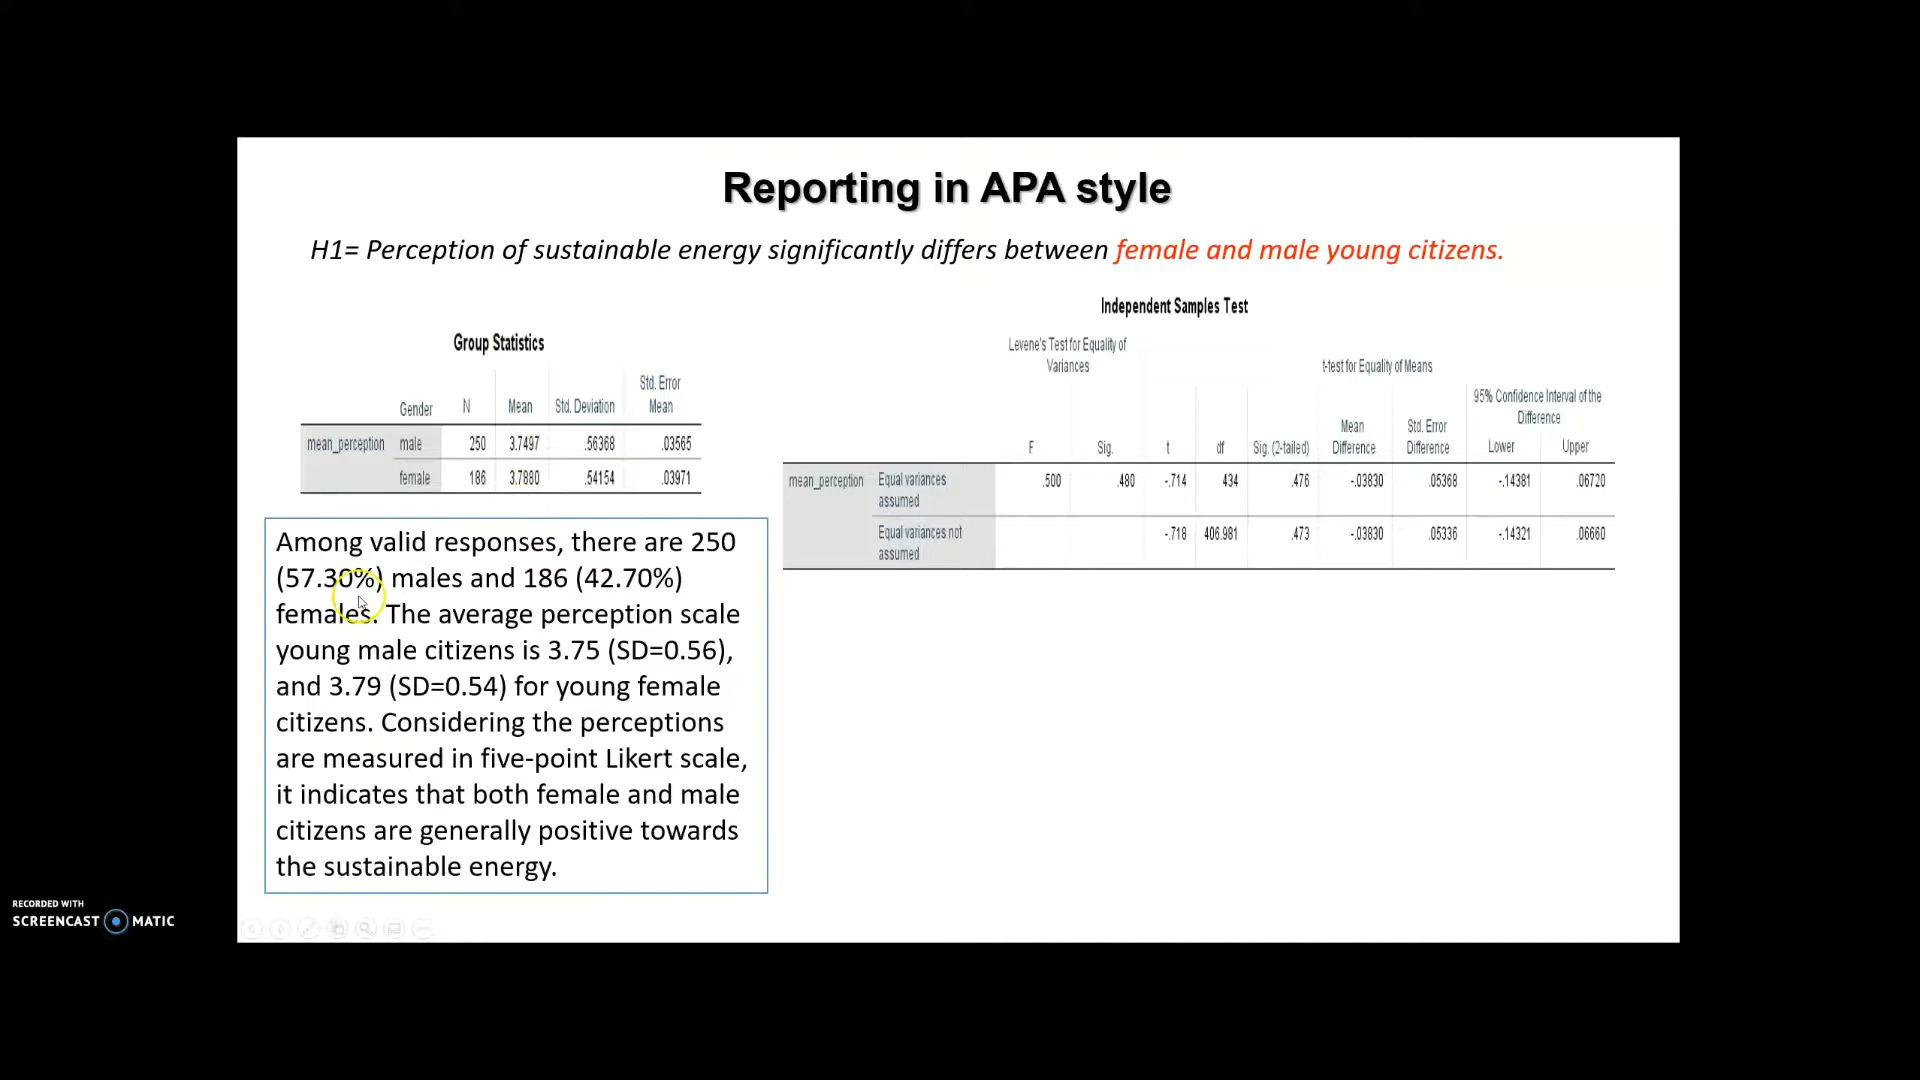 Reporting in APA style
H1= Perception of sustainable energy significantly differs between female and male young citizens.
Group Statistics
Gender N Mean Std. Deviation Std. Error Mean
mean_perception male 250 3.7497 .56368 .03565
female 186 3.7880 .54154 .03971
Independent Samples Test
Levene's Test for Equality of Variances
t-test for Equality of Means
95% Confidence Interval of the Difference
F Sig. t df Sig. (2-tailed) Mean Difference Std. Error Difference Lower Upper
mean_perception Equal variances assumed .500 .480 -.714 434 .476 -.03830 .05368 -.14381 .06720
Equal variances not assumed -.718 406.981 .473 -.03830 .05336 -.14321 .06660
Among valid responses, there are 250
(57.30%) males and 186 (42.70%)
females. The average perception scale
young male citizens is 3.75 (SD=0.56),
and 3.79 (SD=0.54) for young female
citizens. Considering the perceptions
are measured in five-point Likert scale,
it indicates that both female and male
citizens are generally positive towards
the sustainable energy.
RECORDED WITH
SCREENCAST MATIC